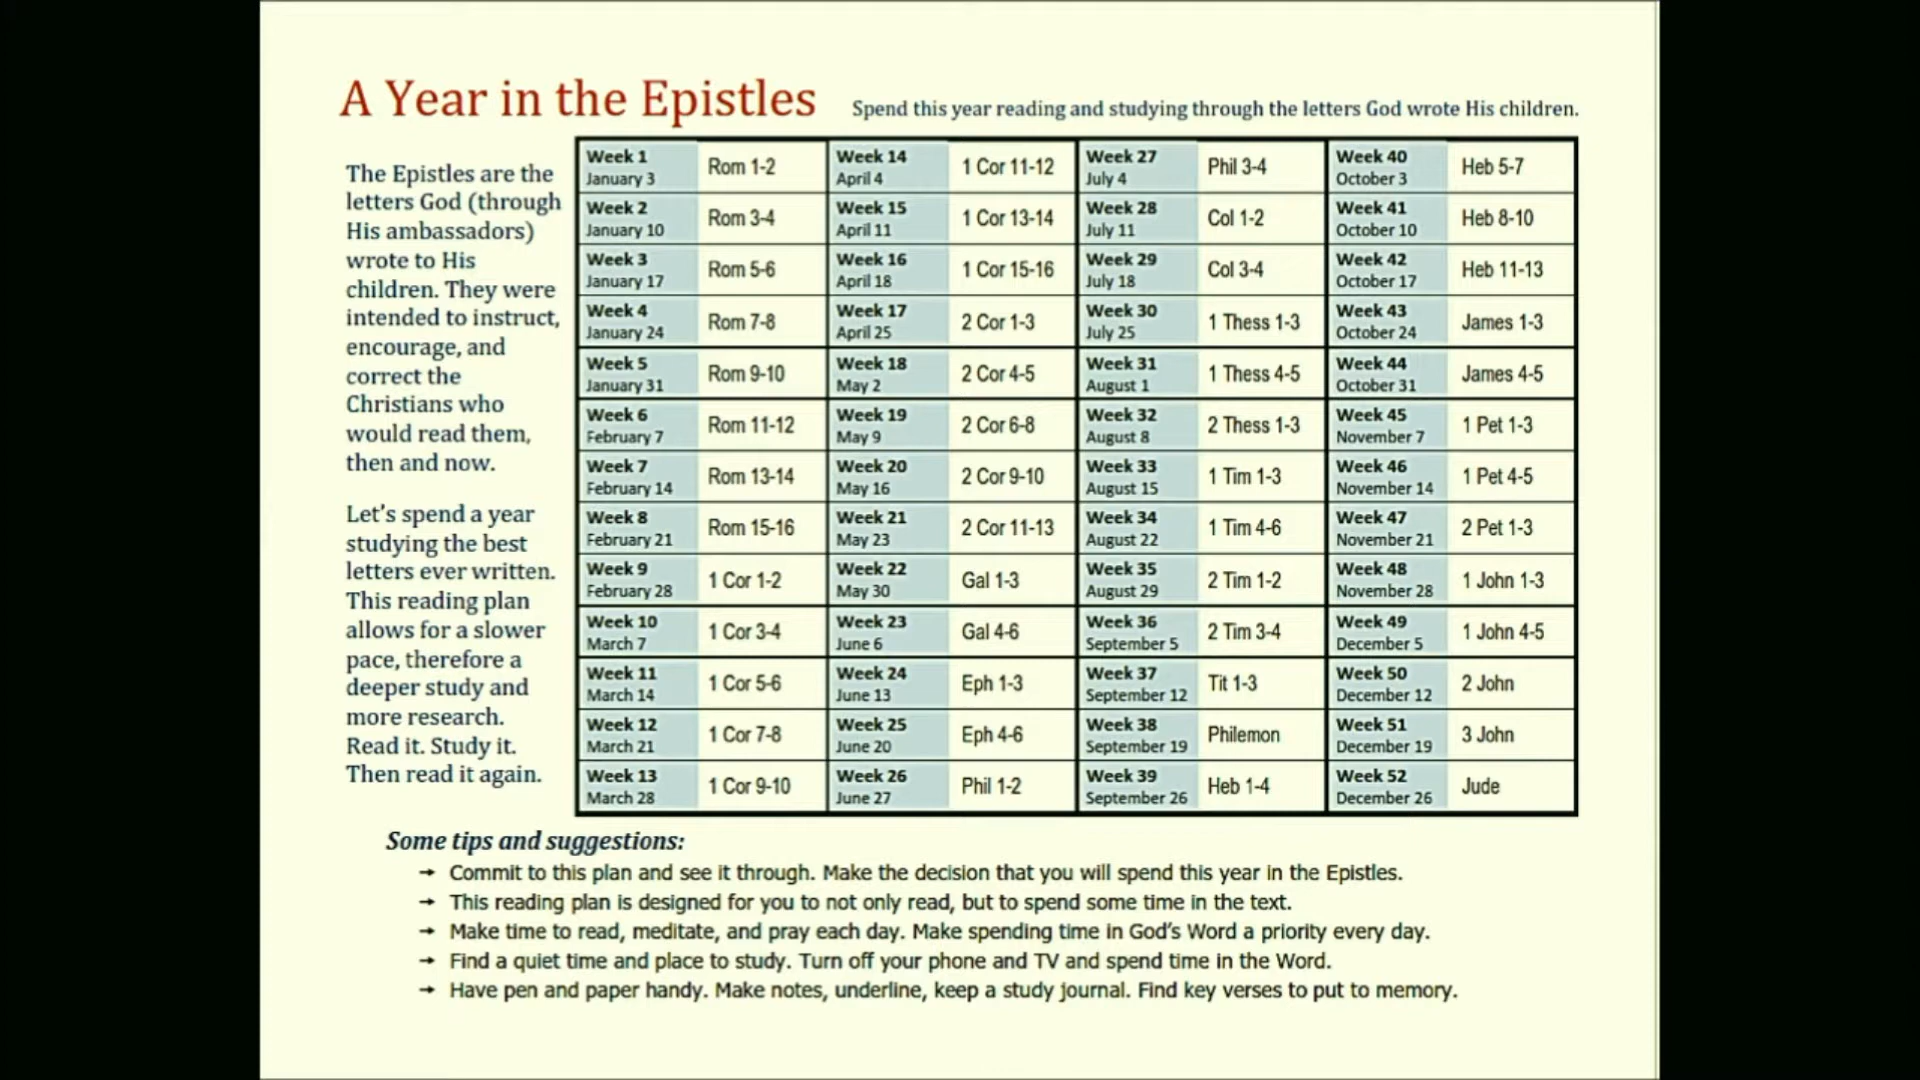 A Year in the Epistles
Spend this year reading and studying through the letters God wrote His children.
The Epistles are the
letters God (through
His ambassadors)
wrote to His
children. They were
intended to instruct,
encourage, and
correct the
Christians who
would read them,
then and now.
Let's spend a year
studying the best
letters ever written.
This reading plan
allows for a slower
pace, therefore a
deeper study and
more research.
Read it. Study it.
Then read it again.
Week 1 January 3 Rom 1-2 Week 14 April 4 1 Cor 11-12 Week 27 July 4 Phil 3-4 Week 40 October 3 Heb 5-7
Week 2 January 10 Rom 3-4 Week 15 April 11 1 Cor 13-14 Week 28 July 11 Col 1-2 Week 41 October 10 Heb 8-10
Week 3 January 17 Rom 5-6 Week 16 April 18 1 Cor 15-16 Week 29 July 18 Col 3-4 Week 42 October 17 Heb 11-13
Week 4 January 24 Rom 7-8 Week 17 April 25 2 Cor 1-3 Week 30 July 25 1 Thess 1-3 Week 43 October 24 James 1-3
Week 5 January 31 Rom 9-10 Week 18 May 2 2 Cor 4-5 Week 31 August 1 1 Thess 4-5 Week 44 October 31 James 4-5
Week 6 February 7 Rom 11-12 Week 19 May 9 2 Cor 6-8 Week 32 August 8 2 Thess 1-3 Week 45 November 7 1 Pet 1-3
Week 7 February 14 Rom 13-14 Week 20 May 16 2 Cor 9-10 Week 33 August 15 1 Tim 1-3 Week 46 November 14 1 Pet 4-5
Week 8 February 21 Rom 15-16 Week 21 May 23 2 Cor 11-13 Week 34 August 22 1 Tim 4-6 Week 47 November 21 2 Pet 1-3
Week 9 February 28 1 Cor 1-2 Week 22 May 30 Gal 1-3 Week 35 August 29 2 Tim 1-2 Week 48 November 28 1 John 1-3
Week 10 March 7 1 Cor 3-4 Week 23 June 6 Gal 4-6 Week 36 September 5 2 Tim 3-4 Week 49 December 5 1 John 4-5
Week 11 March 14 1 Cor 5-6 Week 24 June 13 Eph 1-3 Week 37 September 12 Tit 1-3 Week 50 December 12 2 John
Week 12 March 21 1 Cor 7-8 Week 25 June 20 Eph 4-6 Week 38 September 19 Philemon Week 51 December 19 3 John
Week 13 March 28 1 Cor 9-10 Week 26 June 27 Phil 1-2 Week 39 September 26 Heb 1-4 Week 52 December 26 Jude
Some tips and suggestions:
→ Commit to this plan and see it through. Make the decision that you will spend this year in the Epistles.
→ This reading plan is designed for you to not only read, but to spend some time in the text.
→ Make time to read, meditate, and pray each day. Make spending time in God's Word a priority every day.
→ Find a quiet time and place to study. Turn off your phone and TV and spend time in the Word.
→ Have pen and paper handy. Make notes, underline, keep a study journal. Find key verses to put to memory.